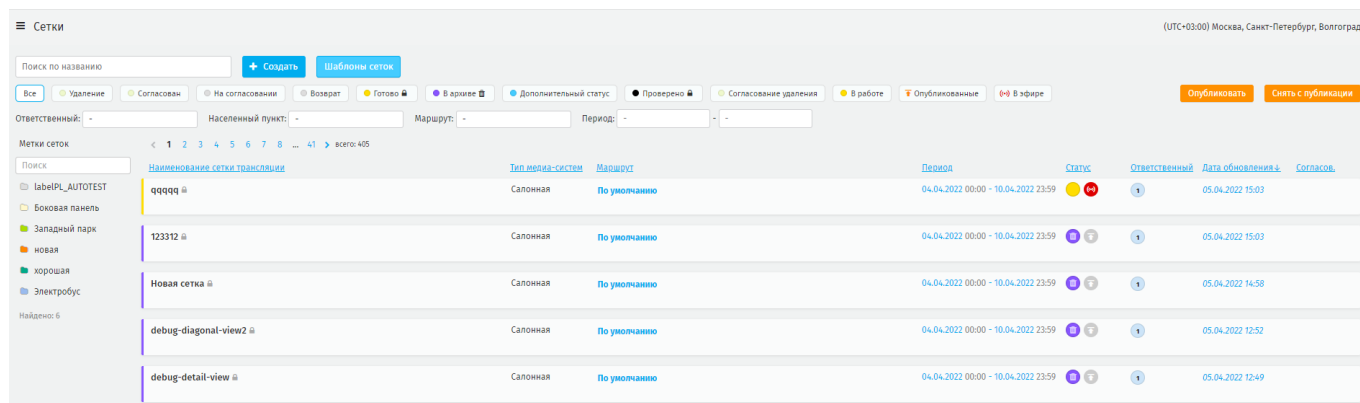 Сетки
(UTC+03:00) Москва, Санкт-Петербург, Волгоград
Поиск по названию + Создать Шаблоны сеток
Все Удаление Согласован На согласовании Возврат Готово В архиве Дополнительный статус Проверено Согласование удаления В работе Опубликованные В эфире Опубликовать Снять с публикации
Ответственный: - Населенный пункт: - Маршрут: - Период: - - -
Метки сеток < 1 2 3 4 5 6 7 8 ... 41 > всего: 405
Поиск Наименование сетки трансляции Тип медиа-систем Маршрут Период Статус Ответственный Дата обновления↓ Согласов.
labelPL_AUTOTEST
Боковая панель
Западный парк
новая
хорошая
Электробус
Найдено: 6
qqqqq Салонная По умолчанию 04.04.2022 00:00 - 10.04.2022 23:59 1 05.04.2022 15:03
123312 Салонная По умолчанию 04.04.2022 00:00 - 10.04.2022 23:59 1 05.04.2022 15:03
Новая сетка Салонная По умолчанию 04.04.2022 00:00 - 10.04.2022 23:59 1 05.04.2022 14:58
debug-diagonal-view2 Салонная По умолчанию 04.04.2022 00:00 - 10.04.2022 23:59 1 05.04.2022 12:52
debug-detail-view Салонная По умолчанию 04.04.2022 00:00 - 10.04.2022 23:59 1 05.04.2022 12:49